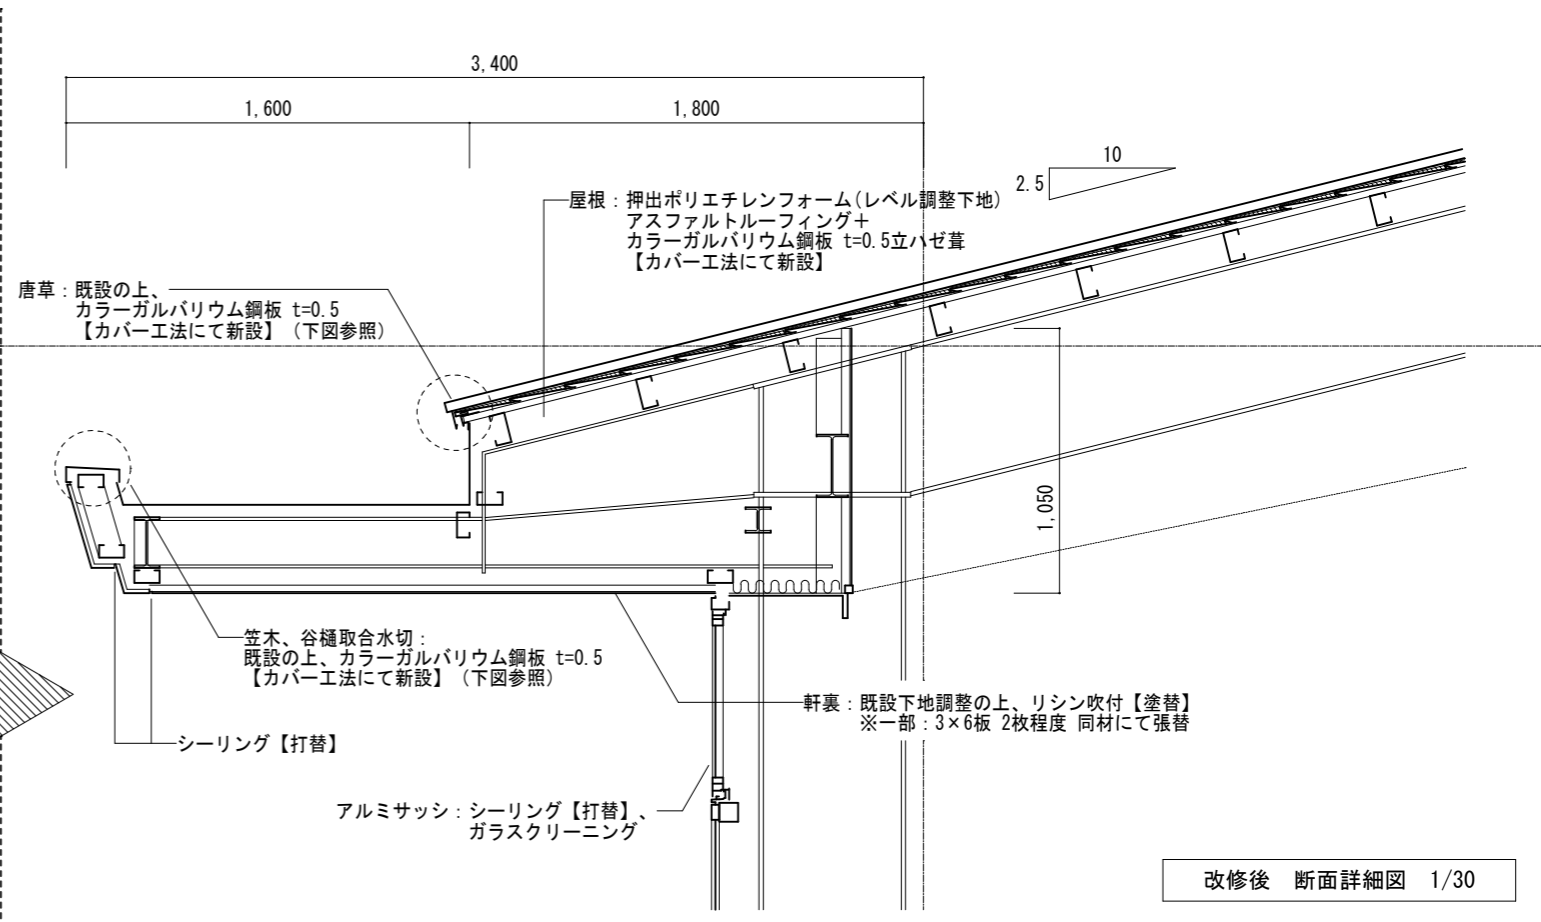 3,400
1,600
1,800
10
2.5
屋根：押出ポリエチレンフォーム(レベル調整下地)
アスファルトルーフィング＋
カラーガルバリウム鋼板 t=0.5立ハゼ葺
【カバー工法にて新設】
唐草：既設の上、
カラーガルバリウム鋼板 t=0.5
【カバー工法にて新設】（下図参照）
1,050
笠木、谷樋取合水切：
既設の上、カラーガルバリウム鋼板 t=0.5
【カバー工法にて新設】（下図参照）
軒裏：既設下地調整の上、リシン吹付【塗替】
※一部：3×6板 2枚程度 同材にて張替
シーリング【打替】
アルミサッシ：シーリング【打替】、
ガラスクリーニング
改修後　断面詳細図　1/30